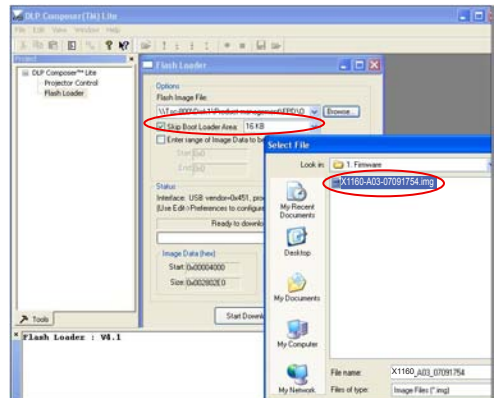 DLP Composer(TM) Lite
File Edit View Window Help
Project
DLP Composer™ Lite
Projector Control
Flash Loader
Tools
Flash Loader
Options
Flash Image File:
Browse...
Skip Boot Loader Area: 16 KB
Enter range of Image Data to be
Start
End
Status
Interface: USB vendor=0x451, pro
(Use Edit>Preferences to configure
Ready to downlo
Image Data (hex)
Start: 0x00004000
Size: 0x002802E0
Start Down
Select File
Look in: 1. Firmware
X1160-A03-07091754.img
My Recent
Documents
Desktop
My Documents
My Computer
My Network
File name: X1160_A03_07091754
Files of type: Image Files (*.img)
Flash Loader : V4.1